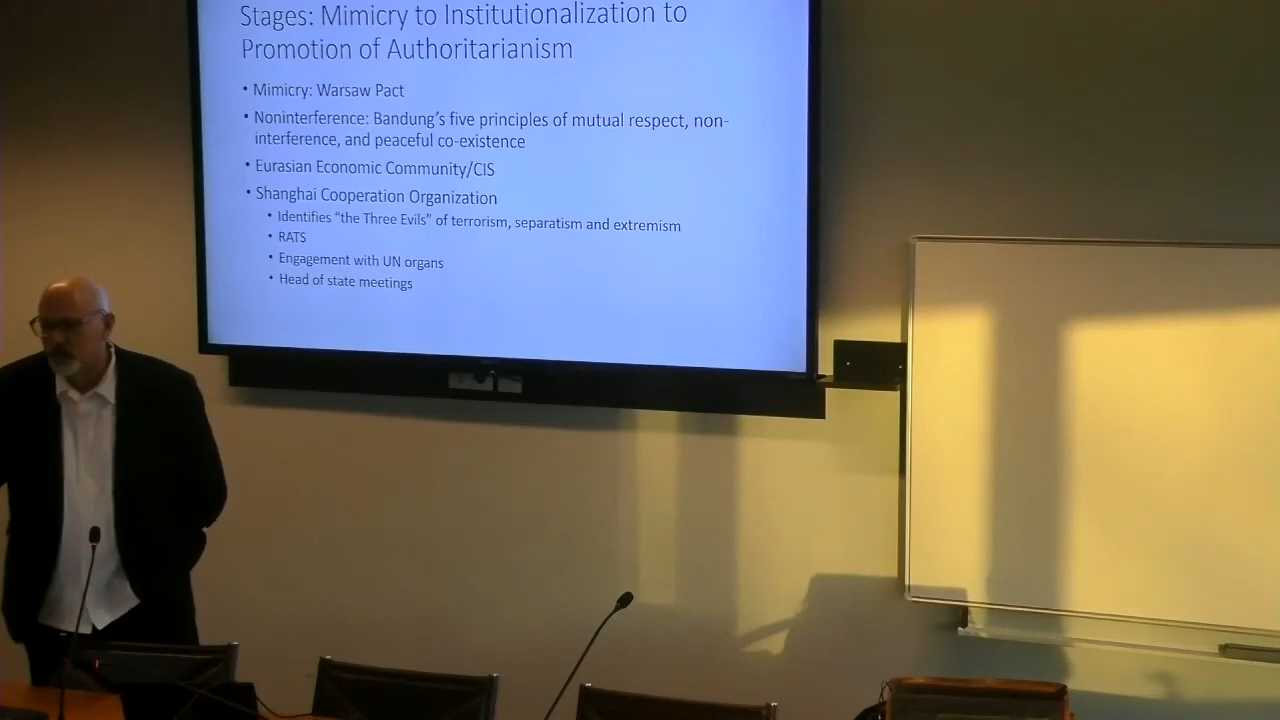 Stages: Mimicry to Institutionalization to
Promotion of Authoritarianism
• Mimicry: Warsaw Pact
• Noninterference: Bandung's five principles of mutual respect, non-
interference, and peaceful co-existence
• Eurasian Economic Community/CIS
• Shanghai Cooperation Organization
• Identifies "the Three Evils" of terrorism, separatism and extremism
• RATS
• Engagement with UN organs
• Head of state meetings